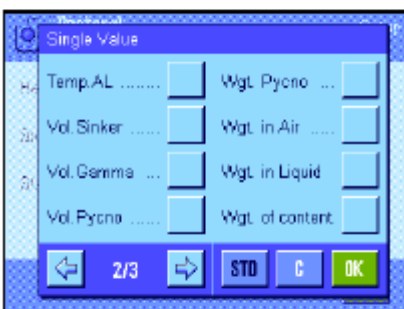 Single Value
Temp.AL ........
Wgt. Pycno ...
Vol.Sinker ......
Wgt. in Air .....
Vol.Gamma ...
Wgt. in Liquid
Vol.Pycno ......
Wgt. of content
2/3
STD
C
OK